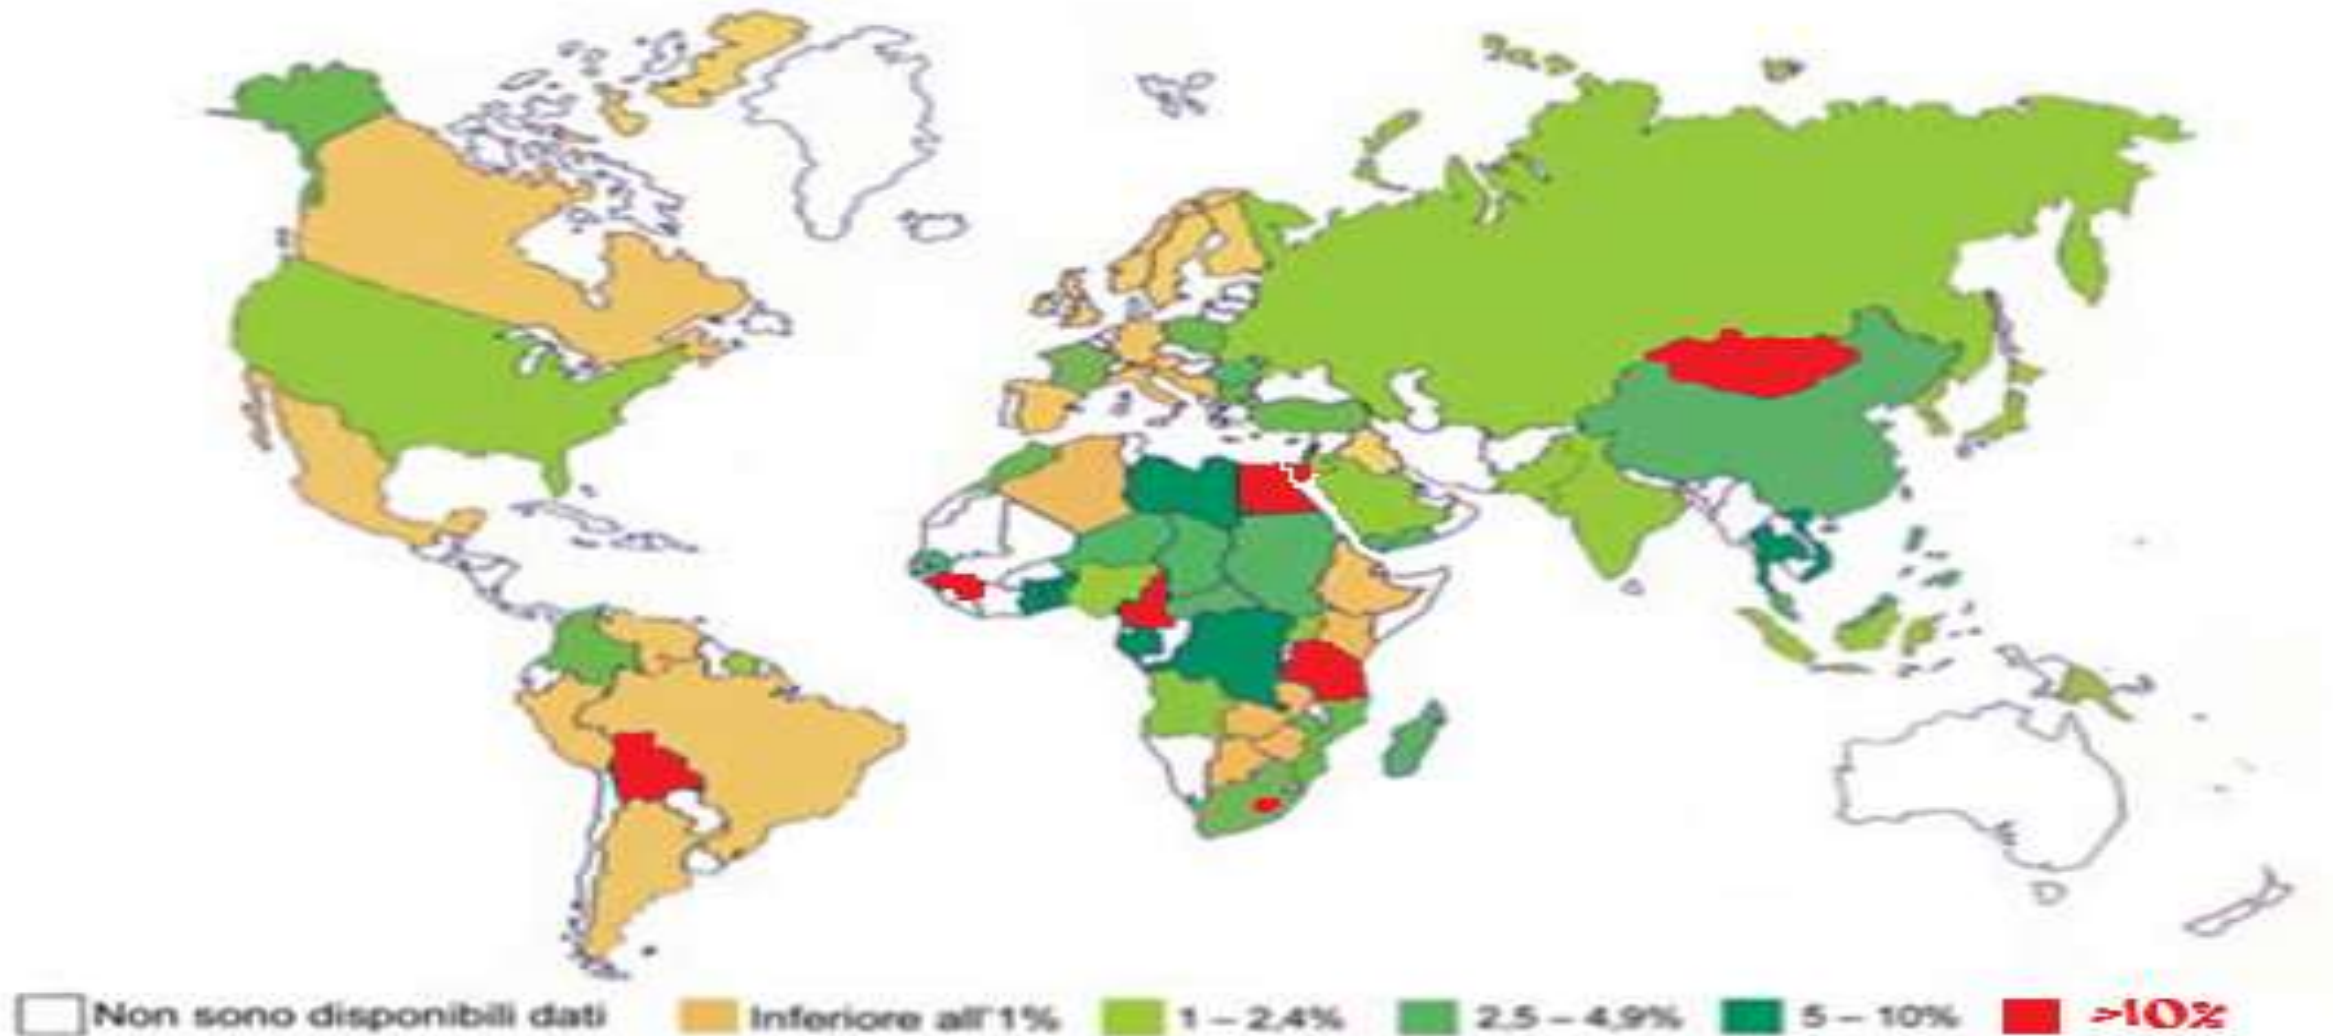 Non sono disponibili dati Inferiore all'1% 1 – 2,4% 2,5 – 4,9% 5 – 10% >10%